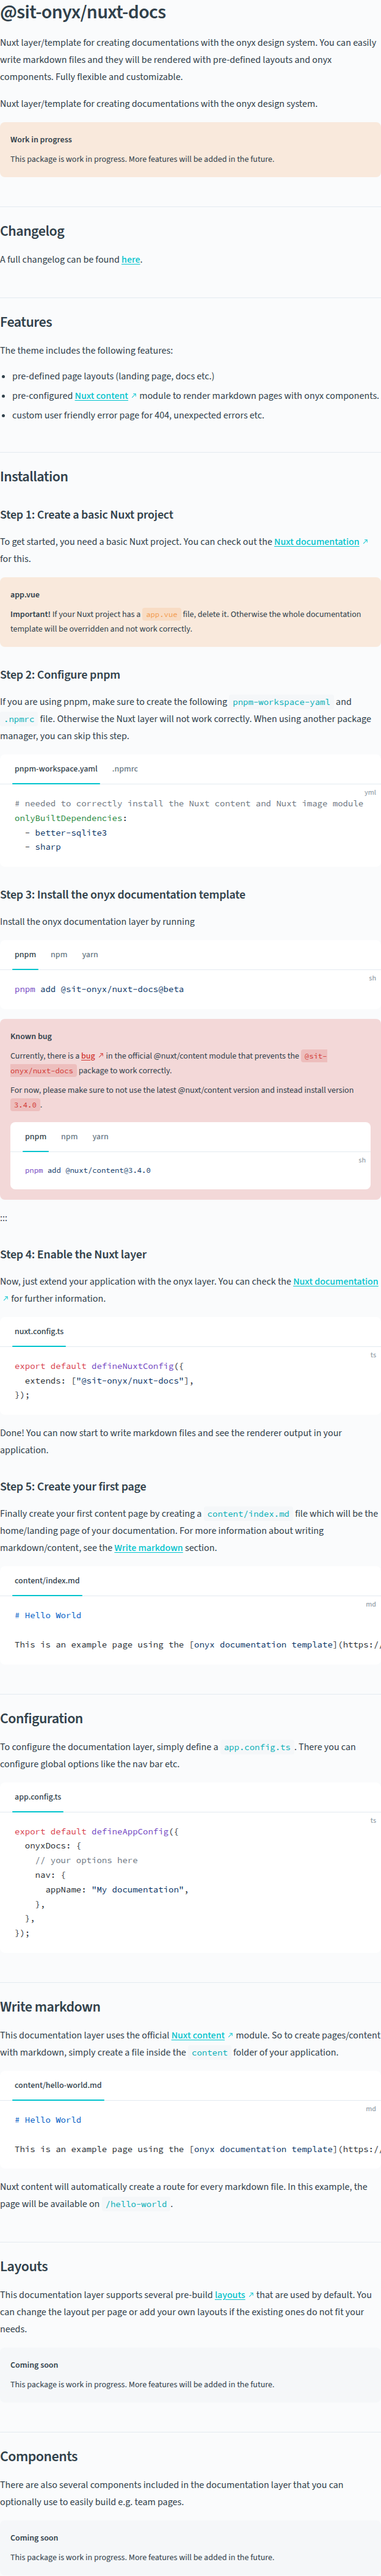 @sit-onyx/nuxt-docs
Nuxt layer/template for creating documentations with the onyx design system. You can easily
write markdown files and they will be rendered with pre-defined layouts and onyx
components. Fully flexible and customizable.
Nuxt layer/template for creating documentations with the onyx design system.
Work in progress
This package is work in progress. More features will be added in the future.
Changelog
A full changelog can be found here.
Features
The theme includes the following features:
• pre-defined page layouts (landing page, docs etc.)
• pre-configured Nuxt content ↗ module to render markdown pages with onyx components.
• custom user friendly error page for 404, unexpected errors etc.
Installation
Step 1: Create a basic Nuxt project
To get started, you need a basic Nuxt project. You can check out the Nuxt documentation ↗
for this.
app.vue
Important! If your Nuxt project has a app.vue file, delete it. Otherwise the whole documentation
template will be overridden and not work correctly.
Step 2: Configure pnpm
If you are using pnpm, make sure to create the following pnpm-workspace-yaml and
.npmrc file. Otherwise the Nuxt layer will not work correctly. When using another package
manager, you can skip this step.
pnpm-workspace.yaml .npmrc
yml
# needed to correctly install the Nuxt content and Nuxt image module
onlyBuiltDependencies:
- better-sqlite3
- sharp
Step 3: Install the onyx documentation template
Install the onyx documentation layer by running
pnpm npm yarn
sh
pnpm add @sit-onyx/nuxt-docs@beta
Known bug
Currently, there is a bug ↗ in the official @nuxt/content module that prevents the @sit-
onyx/nuxt-docs package to work correctly.
For now, please make sure to not use the latest @nuxt/content version and instead install version
3.4.0.
pnpm npm yarn
sh
pnpm add @nuxt/content@3.4.0
:::
Step 4: Enable the Nuxt layer
Now, just extend your application with the onyx layer. You can check the Nuxt documentation
↗ for further information.
nuxt.config.ts
ts
export default defineNuxtConfig({
extends: ["@sit-onyx/nuxt-docs"],
});
Done! You can now start to write markdown files and see the renderer output in your
application.
Step 5: Create your first page
Finally create your first content page by creating a content/index.md file which will be the
home/landing page of your documentation. For more information about writing
markdown/content, see the Write markdown section.
content/index.md
md
# Hello World
This is an example page using the [onyx documentation template](https:/
Configuration
To configure the documentation layer, simply define a app.config.ts. There you can
configure global options like the nav bar etc.
app.config.ts
ts
export default defineAppConfig({
onyxDocs: {
// your options here
nav: {
appName: "My documentation",
},
},
});
Write markdown
This documentation layer uses the official Nuxt content ↗ module. So to create pages/content
with markdown, simply create a file inside the content folder of your application.
content/hello-world.md
md
# Hello World
This is an example page using the [onyx documentation template](https:/
Nuxt content will automatically create a route for every markdown file. In this example, the
page will be available on /hello-world.
Layouts
This documentation layer supports several pre-build layouts ↗ that are used by default. You
can change the layout per page or add your own layouts if the existing ones do not fit your
needs.
Coming soon
This package is work in progress. More features will be added in the future.
Components
There are also several components included in the documentation layer that you can
optionally use to easily build e.g. team pages.
Coming soon
This package is work in progress. More features will be added in the future.